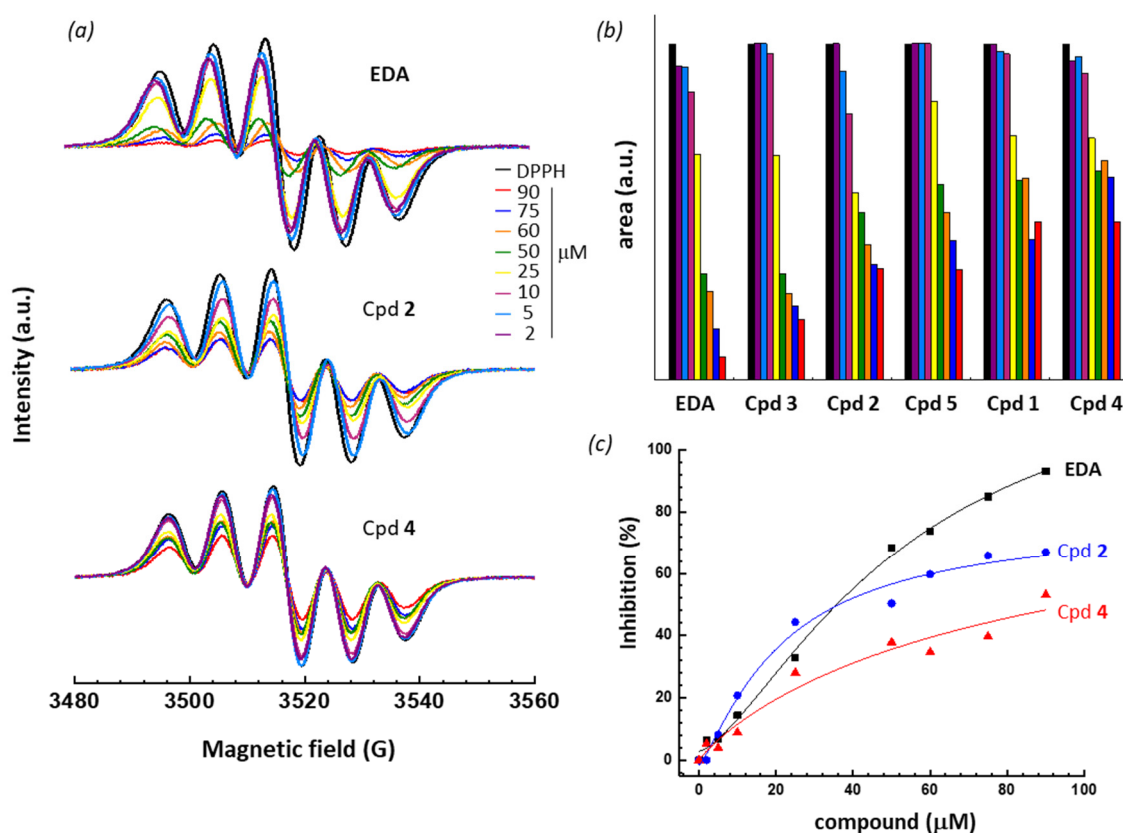 (a)
EDA
DPPH
90
75
60
50
25
10
5
2
μM
Cpd 2
Cpd 4
Intensity (a.u.)
3480 3500 3520 3540 3560
Magnetic field (G)
(b)
area (a.u.)
EDA Cpd 3 Cpd 2 Cpd 5 Cpd 1 Cpd 4
(c)
100
80
60
40
20
0
Inhibition (%)
EDA
Cpd 2
Cpd 4
0 20 40 60 80 100
compound (μM)